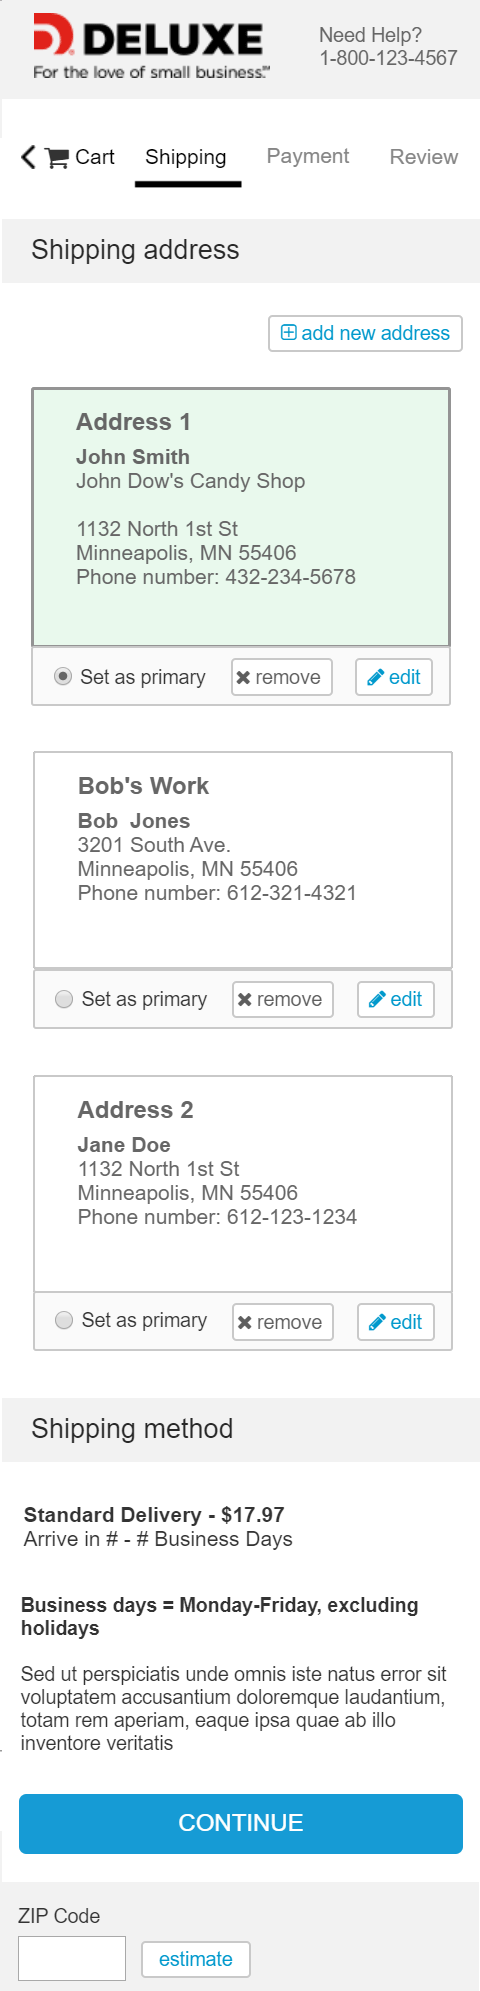 DELUXE
For the love of small business.℠
Need Help?
1-800-123-4567
Cart Shipping Payment Review
Shipping address
add new address
Address 1
John Smith
John Dow's Candy Shop
1132 North 1st St
Minneapolis, MN 55406
Phone number: 432-234-5678
Set as primary remove edit
Bob's Work
Bob Jones
3201 South Ave.
Minneapolis, MN 55406
Phone number: 612-321-4321
Set as primary remove edit
Address 2
Jane Doe
1132 North 1st St
Minneapolis, MN 55406
Phone number: 612-123-1234
Set as primary remove edit
Shipping method
Standard Delivery - $17.97
Arrive in # - # Business Days
Business days = Monday-Friday, excluding
holidays
Sed ut perspiciatis unde omnis iste natus error sit
voluptatem accusantium doloremque laudantium,
totam rem aperiam, eaque ipsa quae ab illo
inventore veritatis
CONTINUE
ZIP Code
estimate